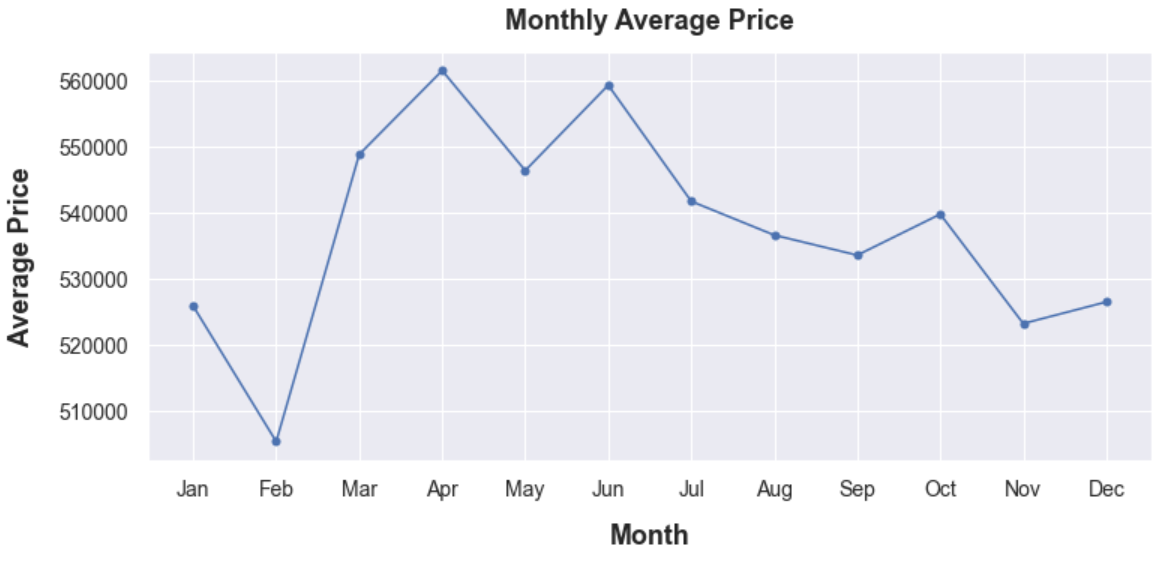 Monthly Average Price
Average Price
560000
550000
540000
530000
520000
510000
Jan Feb Mar Apr May Jun Jul Aug Sep Oct Nov Dec
Month